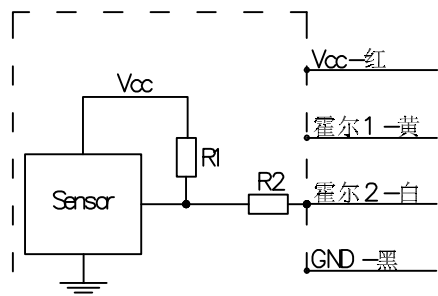 Vcc—红
Vcc
霍尔1—黄
R1
R2
Sensor
霍尔2—白
GND—黑